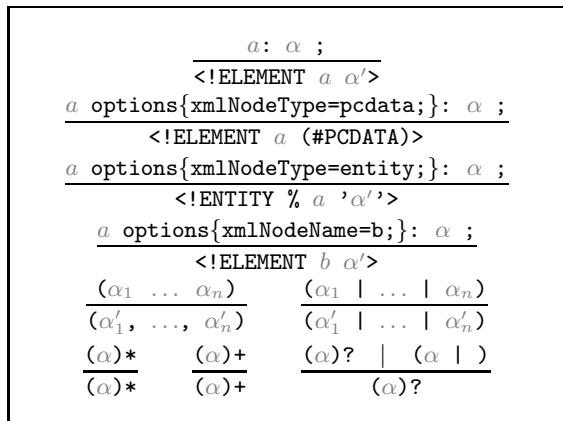 a: α ;
<!ELEMENT a α′>
a options{xmlNodeType=pcdata;}: α ;
<!ELEMENT a (#PCDATA)>
a options{xmlNodeType=entity;}: α ;
<!ENTITY % a ’α′’>
a options{xmlNodeName=b;}: α ;
<!ELEMENT b α′>
(α₁ ... αₙ) (α₁ | ... | αₙ)
(α′₁, ..., α′ₙ) (α′₁ | ... | α′ₙ)
(α)* (α)+ (α)? | (α | )
(α)* (α)+ (α)?